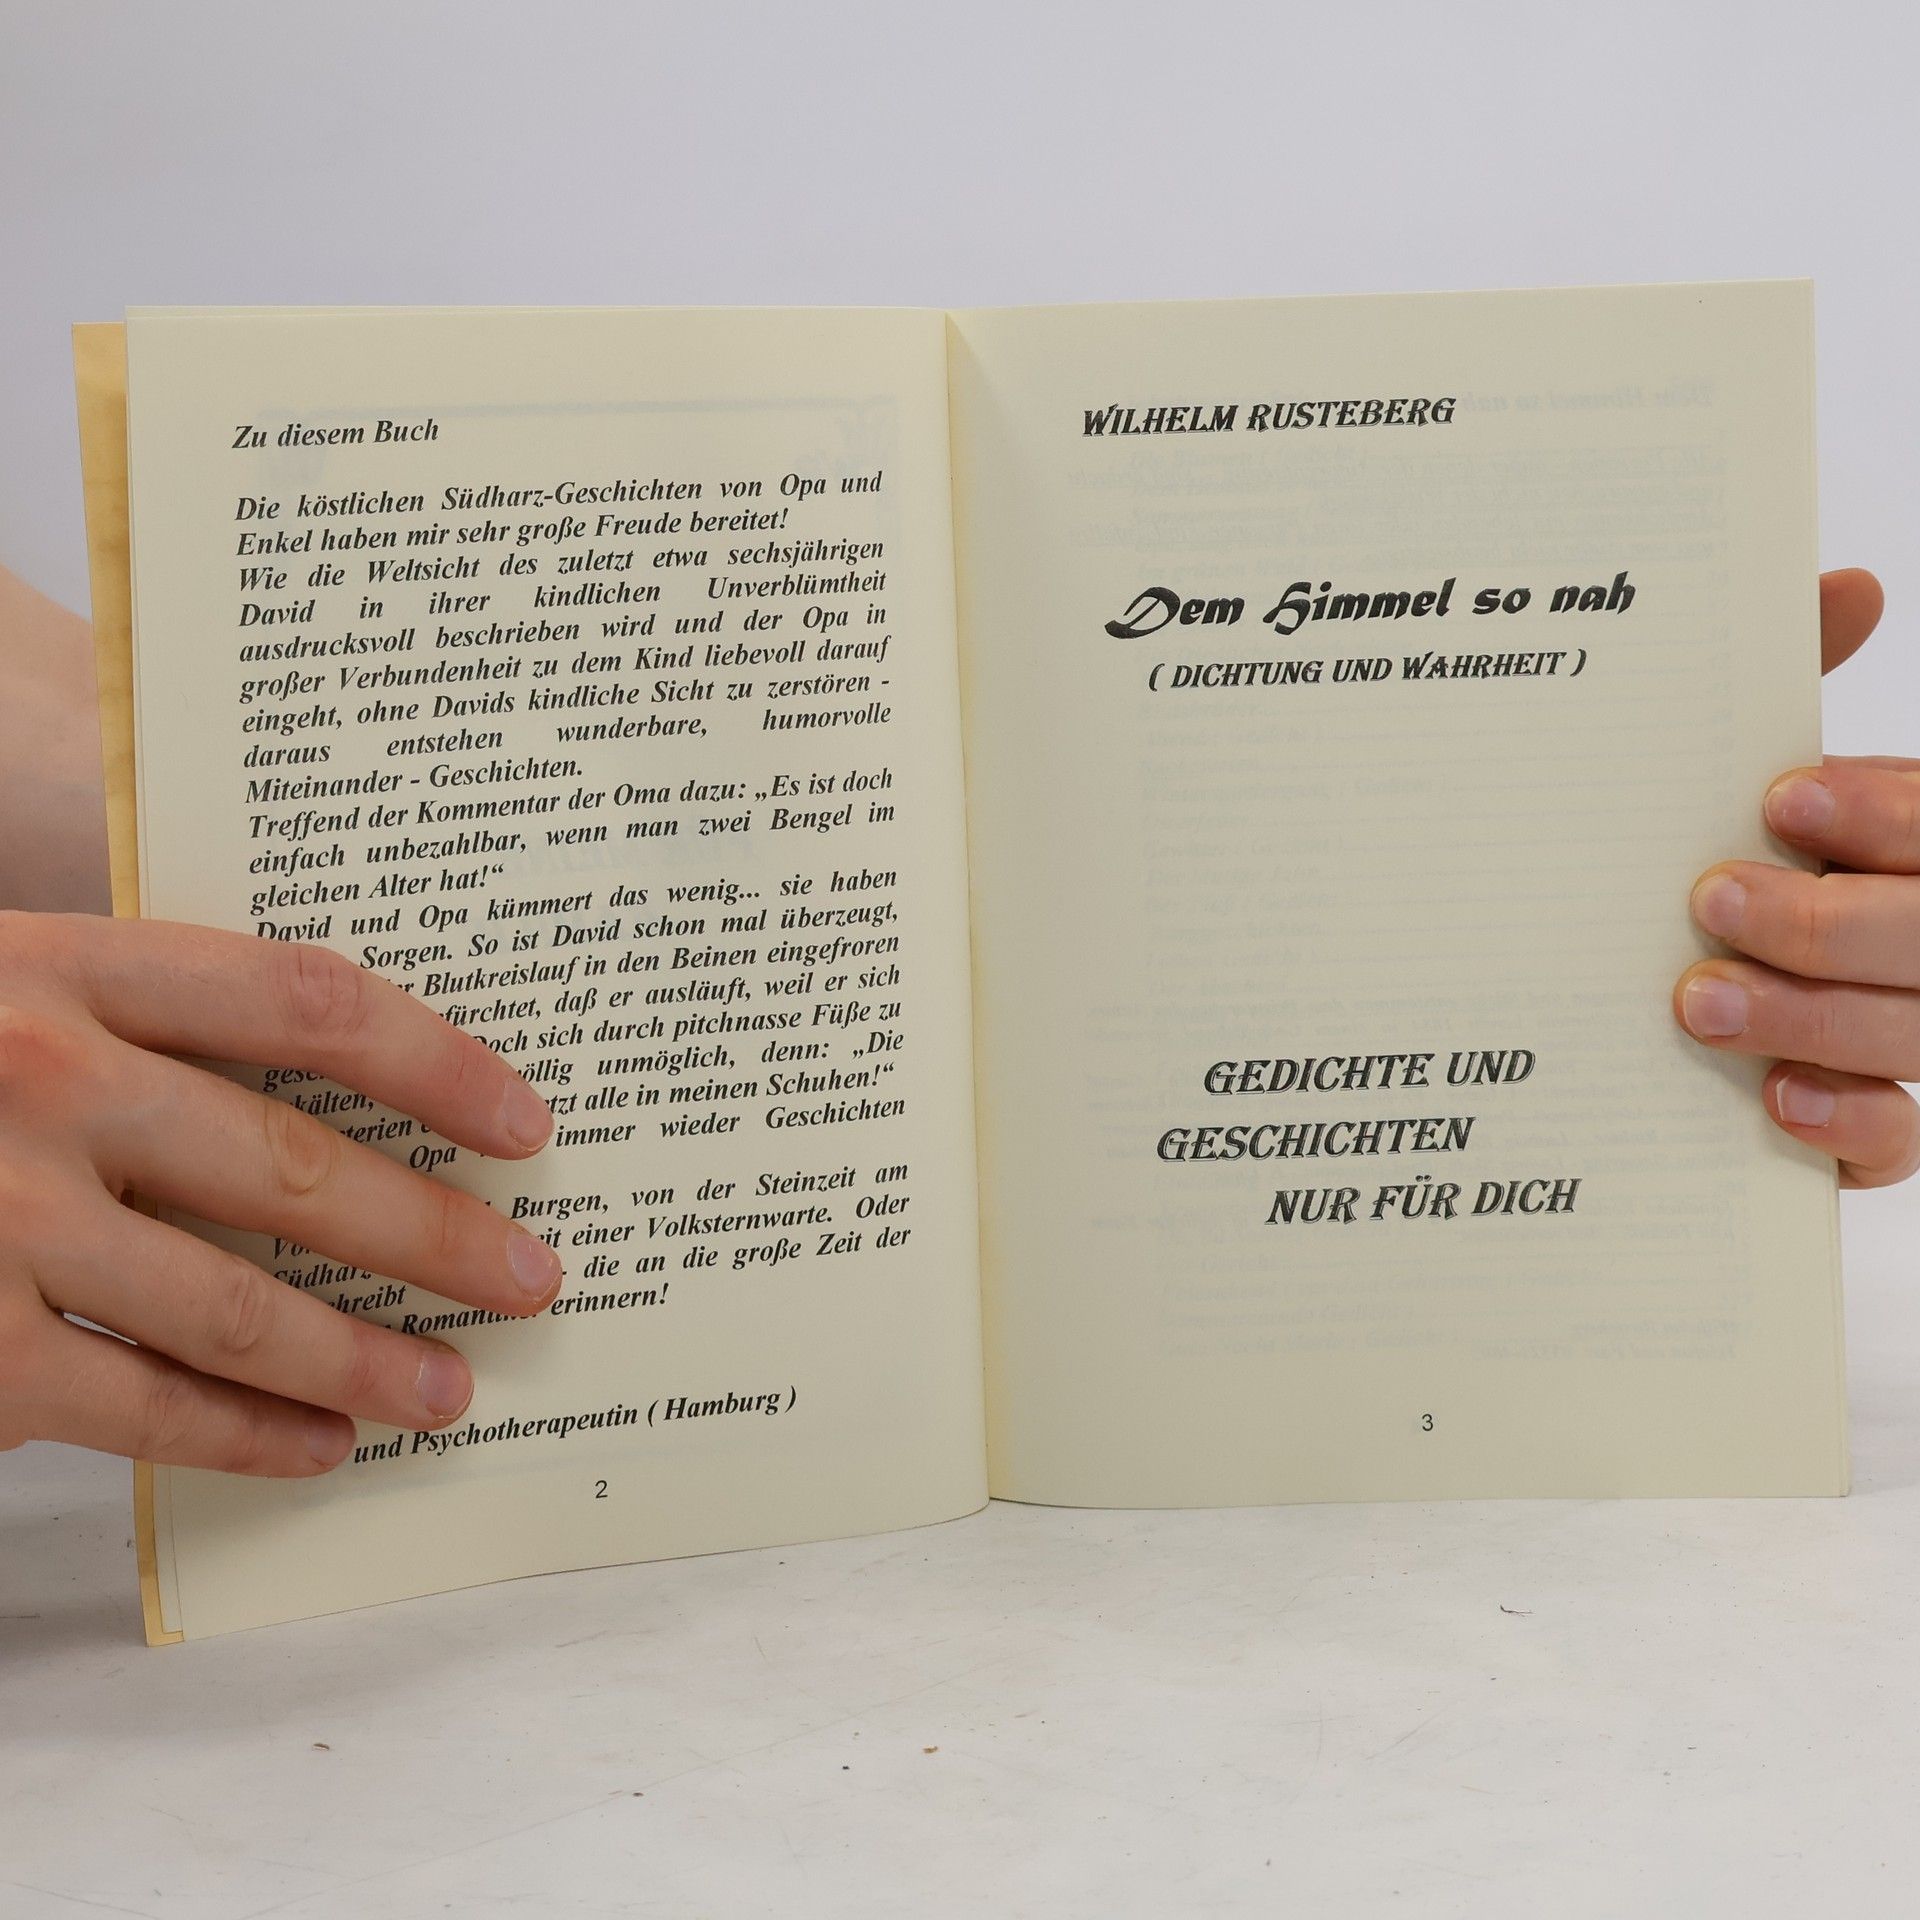 Zu diesem Buch
Die köstlichen Südharz-Geschichten von Opa und
Enkel haben mir sehr große Freude bereitet!
Wie die Weltsicht des zuletzt etwa sechsjährigen
David in ihrer kindlichen Unverblümtheit
ausdrucksvoll beschrieben wird und der Opa in
großer Verbundenheit zu dem Kind liebevoll darauf
eingeht, ohne Davids kindliche Sicht zu zerstören -
daraus entstehen wunderbare, humorvolle
Miteinander - Geschichten.
Treffend der Kommentar der Oma dazu: „Es ist doch
einfach unbezahlbar, wenn man zwei Bengel im
gleichen Alter hat!“
David und Opa kümmert das wenig... sie haben
Sorgen. So ist David schon mal überzeugt,
Blutkreislauf in den Beinen eingefroren
daß er ausläuft, weil er sich
sich durch pitchnasse Füße zu
unmöglich, denn: „Die
alle in meinen Schuhen!“
Opa immer wieder Geschichten
Burgen, von der Steinzeit am
einer Volksternwarte. Oder
- die an die große Zeit der
erinnern!
und Psychotherapeutin ( Hamburg )
2
WILHELM RUSTEBERG
Dem Himmel so nah
( DICHTUNG UND WAHRHEIT )
GEDICHTE UND
GESCHICHTEN
NUR FÜR DICH
3